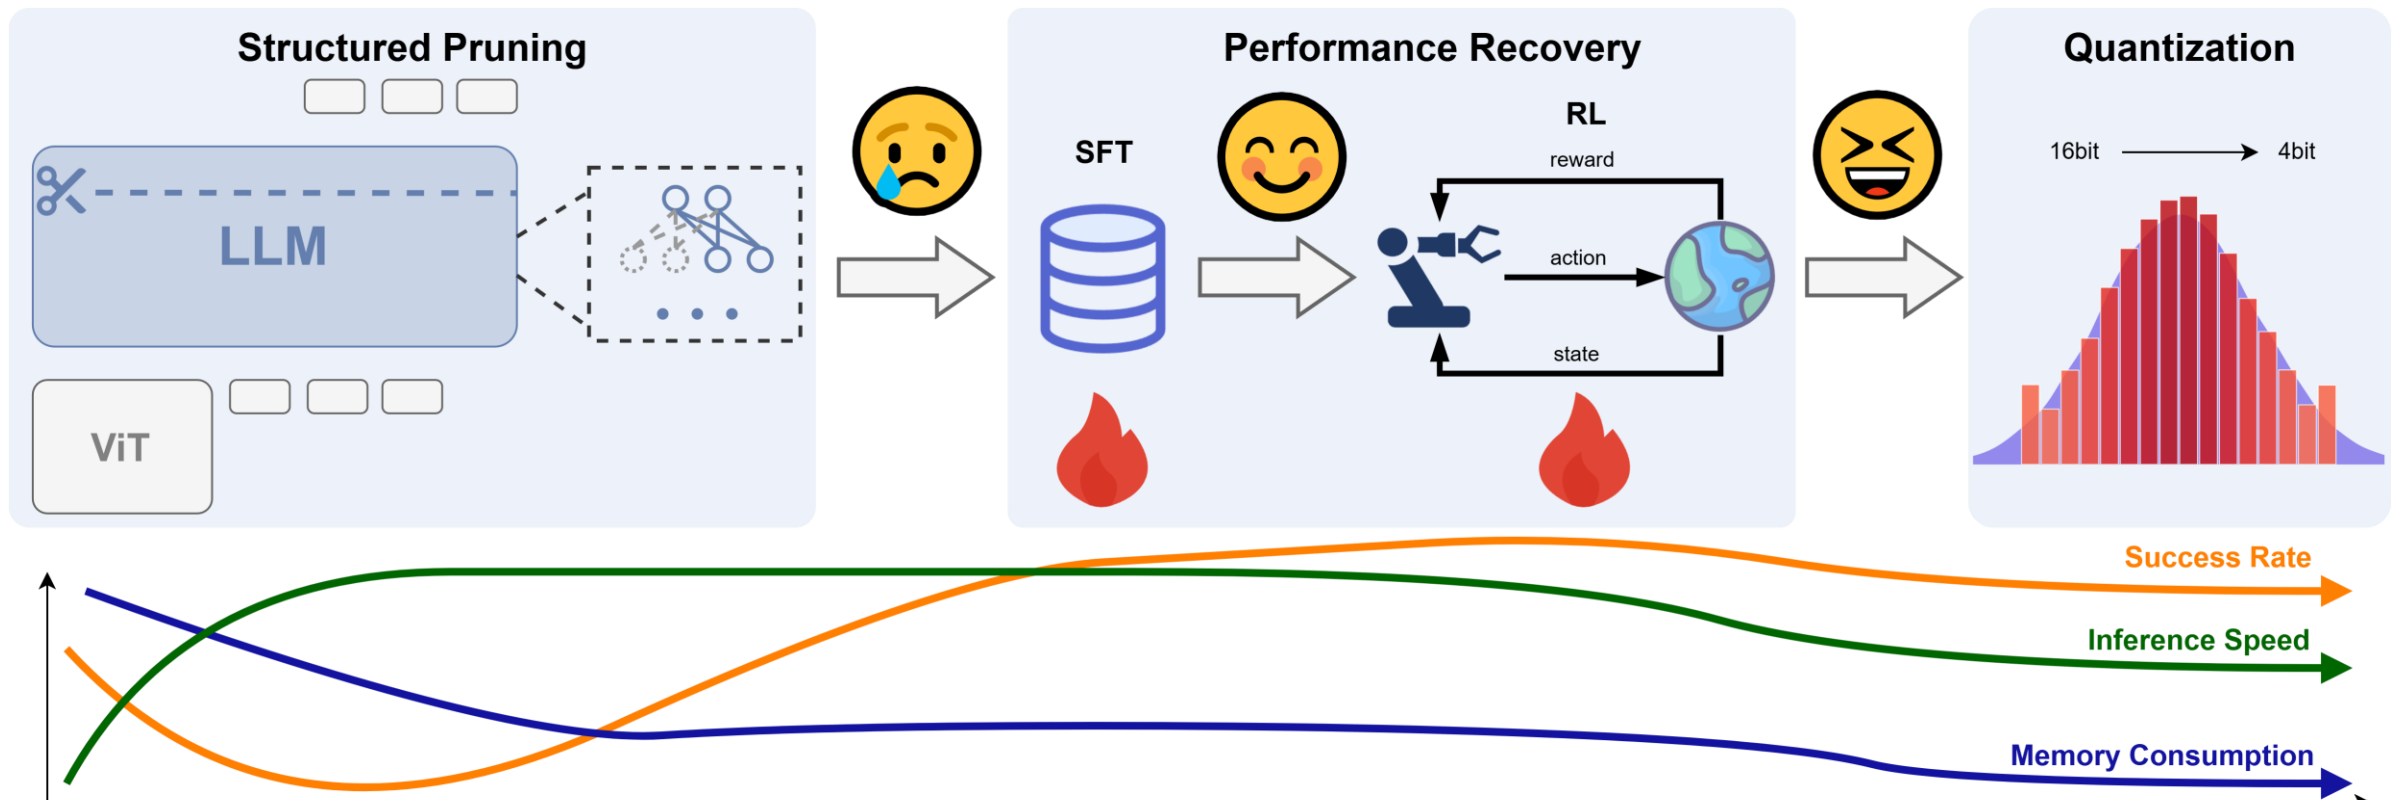 Structured Pruning
LLM
ViT
Performance Recovery
SFT
RL
reward
action
state
Quantization
16bit
4bit
Success Rate
Inference Speed
Memory Consumption